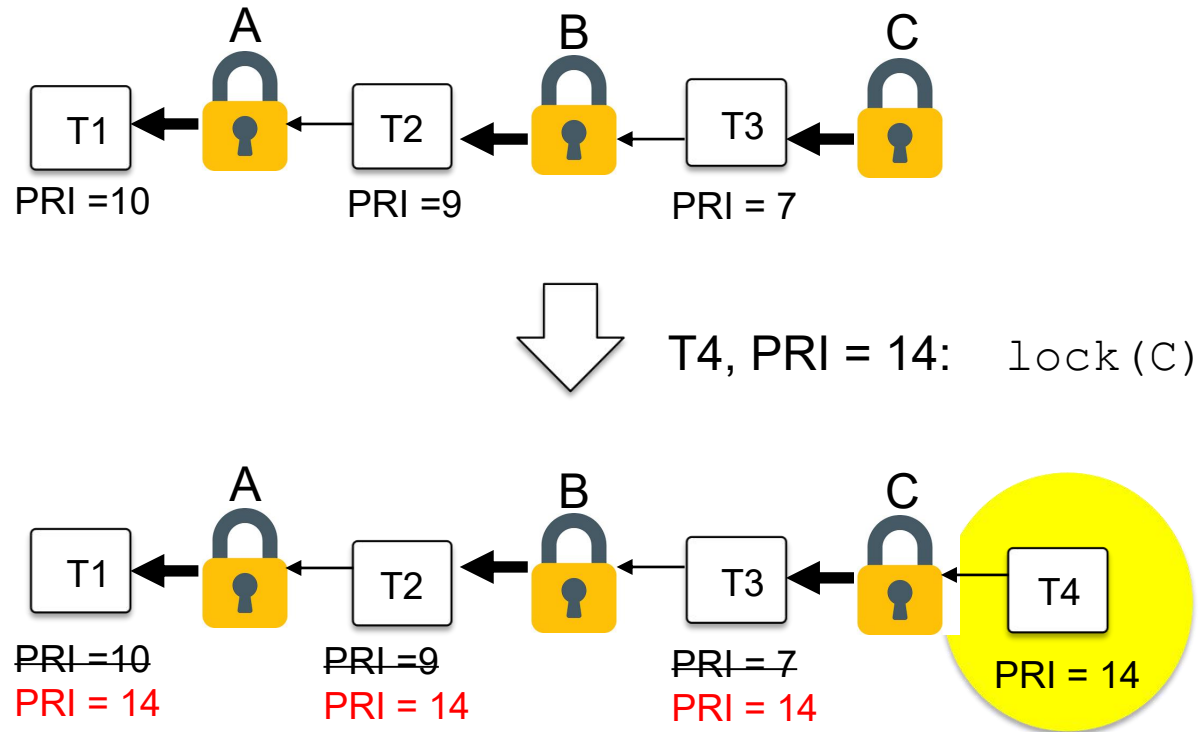 A
B
C
T1
T2
T3
PRI =10
PRI =9
PRI = 7
T4, PRI = 14: lock(C)
A
B
C
T1
T2
T3
T4
PRI =10
PRI =9
PRI = 7
PRI = 14
PRI = 14
PRI = 14
PRI = 14